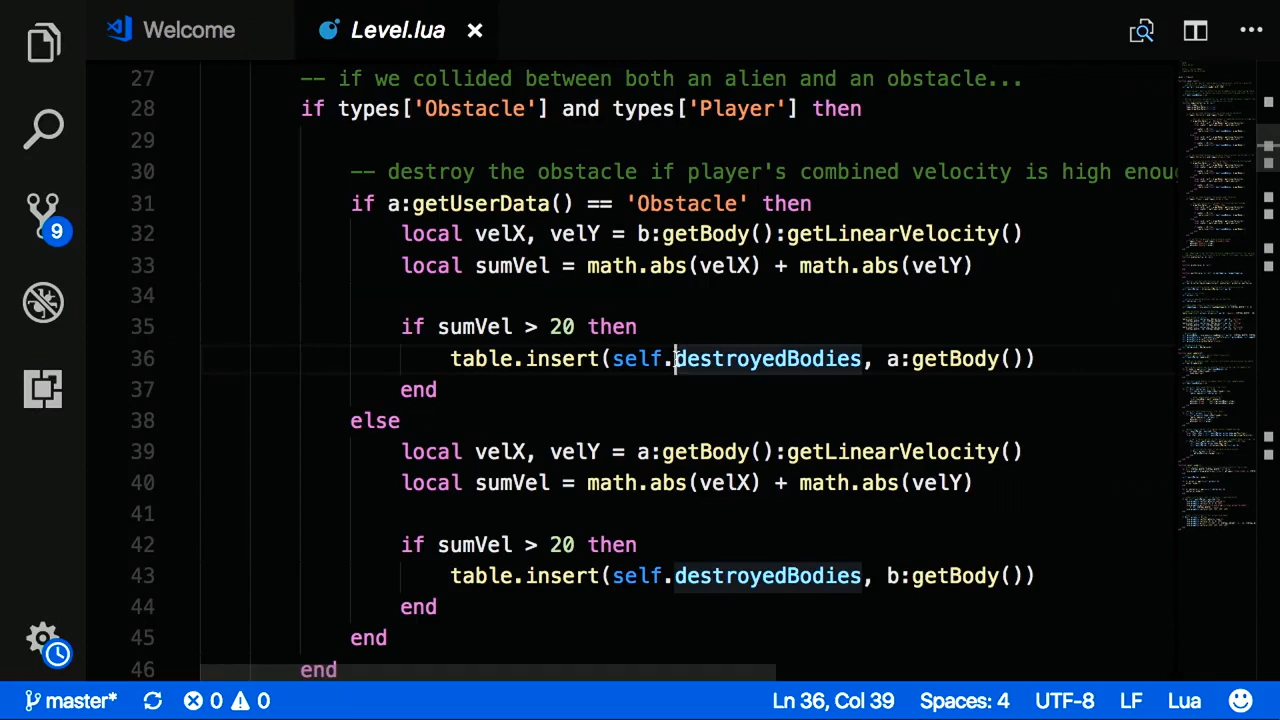 Welcome
Level.lua
27 -- if we collided between both an alien and an obstacle...
28 if types['Obstacle'] and types['Player'] then
29
30 -- destroy the obstacle if player's combined velocity is high enou
31 if a:getUserData() == 'Obstacle' then
32 local velX, velY = b:getBody():getLinearVelocity()
33 local sumVel = math.abs(velX) + math.abs(velY)
34
35 if sumVel > 20 then
36 table.insert(self.destroyedBodies, a:getBody())
37 end
38 else
39 local velX, velY = a:getBody():getLinearVelocity()
40 local sumVel = math.abs(velX) + math.abs(velY)
41
42 if sumVel > 20 then
43 table.insert(self.destroyedBodies, b:getBody())
44 end
45 end
46 end
9
master* 0 0 Ln 36, Col 39 Spaces: 4 UTF-8 LF Lua